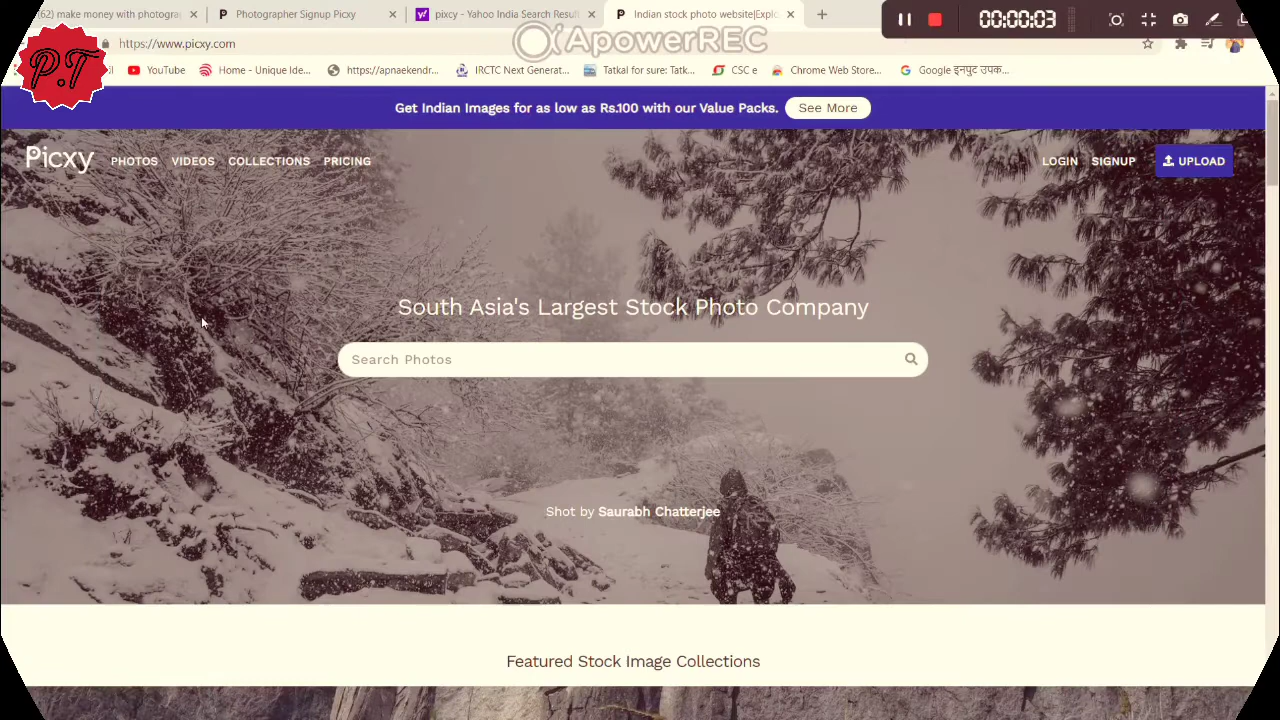 (62) make money with photogra
Photographer Signup Picxy
pixcy - Yahoo India Search Resul
Indian stock photo website|Explo
00:00:03
ApowerREC
https://www.picxy.com
P.T
YouTube
Home - Unique Ide...
https://apnaekendr...
IRCTC Next Generat...
Tatkal for sure: Tatk...
CSC e
Chrome Web Store...
Google इनपुट उपक...
Get Indian Images for as low as Rs.100 with our Value Packs.
See More
Picxy
PHOTOS
VIDEOS
COLLECTIONS
PRICING
LOGIN
SIGNUP
UPLOAD
South Asia's Largest Stock Photo Company
Search Photos
Shot by Saurabh Chatterjee
Featured Stock Image Collections